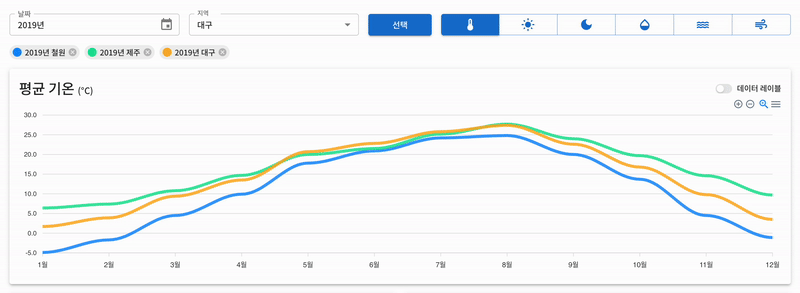 날짜
2019년
지역
대구
선택
2019년 철원
2019년 제주
2019년 대구
평균 기온 (℃)
데이터 레이블
30.0
25.0
20.0
15.0
10.0
5.0
0.0
-5.0
1월 2월 3월 4월 5월 6월 7월 8월 9월 10월 11월 12월